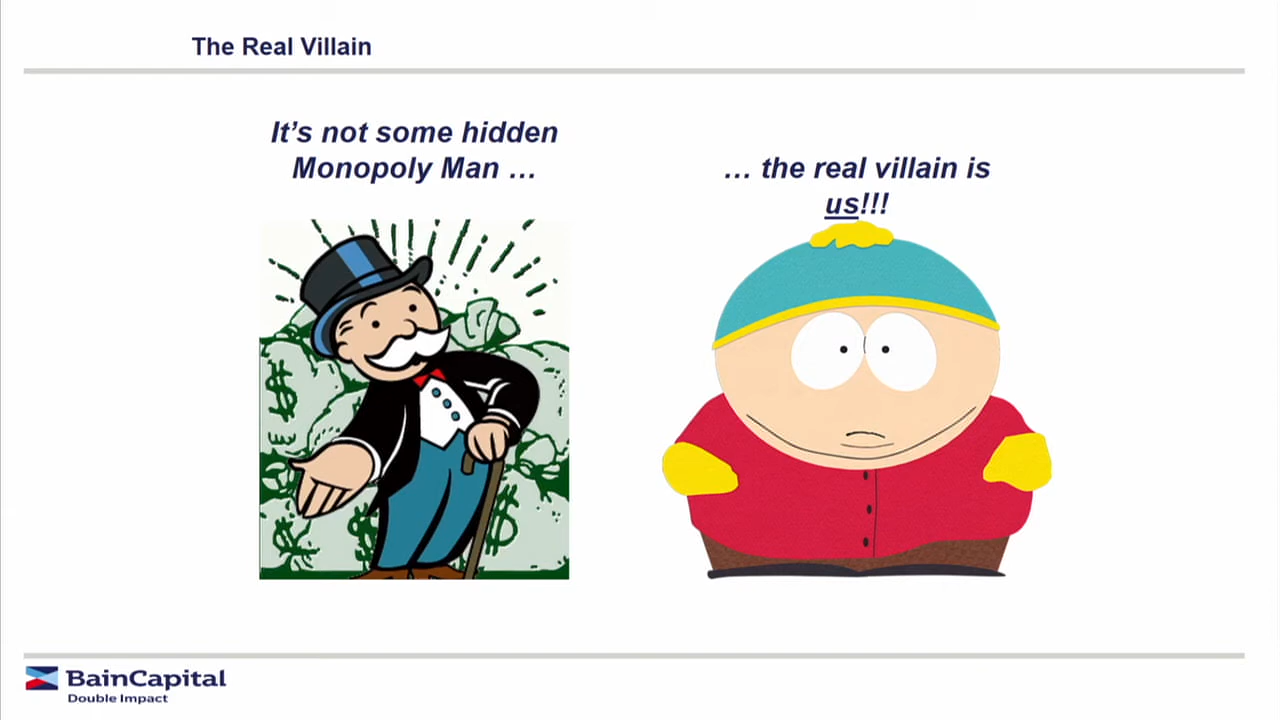 The Real Villain
It’s not some hidden
Monopoly Man …
… the real villain is
us!!!
$
$
$
$
BainCapital
Double Impact